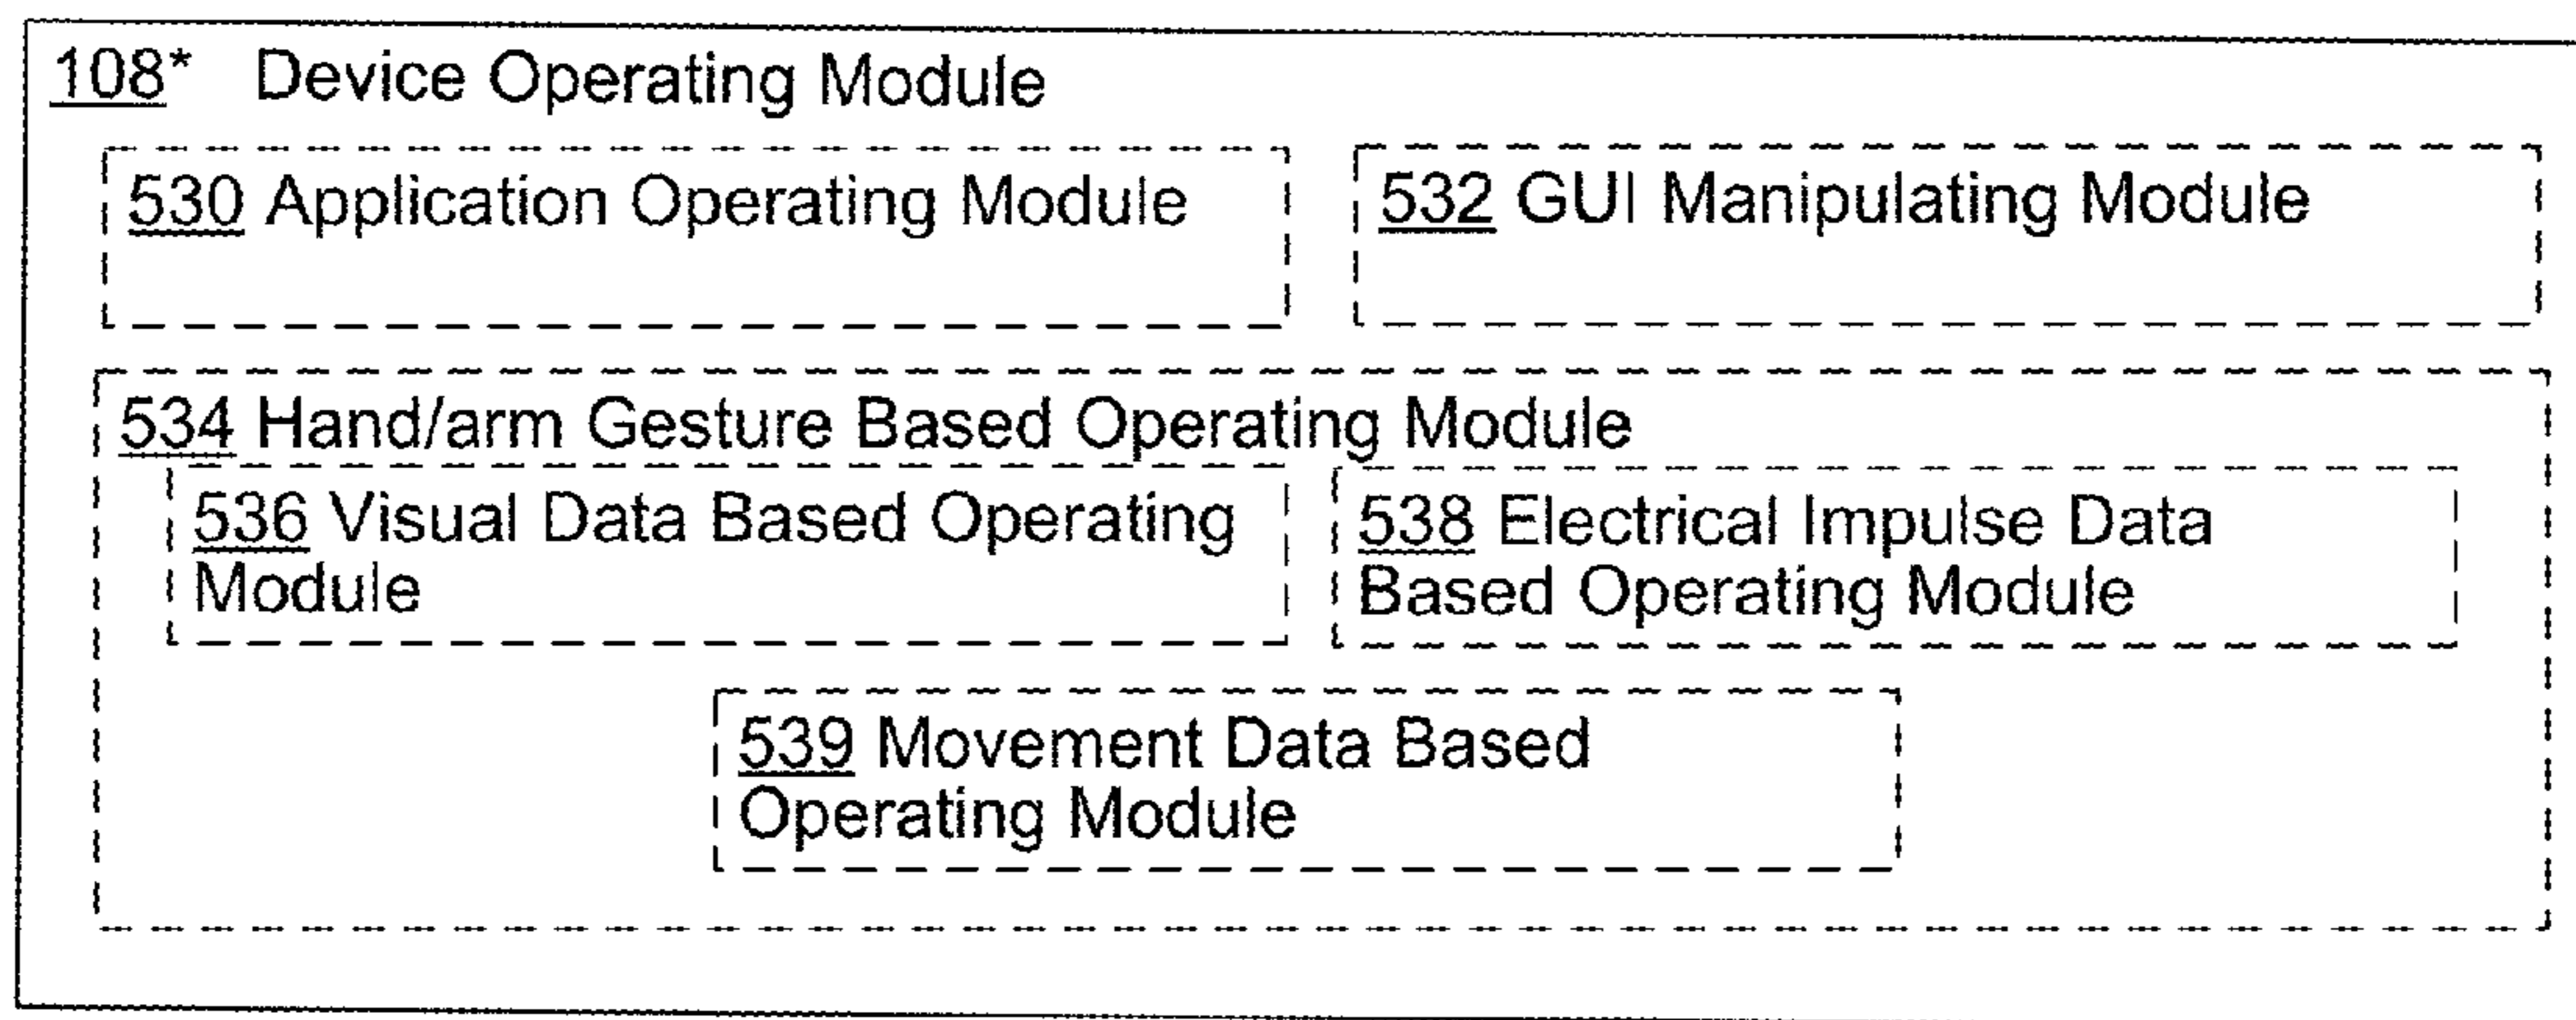 108* Device Operating Module
530 Application Operating Module
532 GUI Manipulating Module
534 Hand/arm Gesture Based Operating Module
536 Visual Data Based Operating
Module
538 Electrical Impulse Data
Based Operating Module
539 Movement Data Based
Operating Module